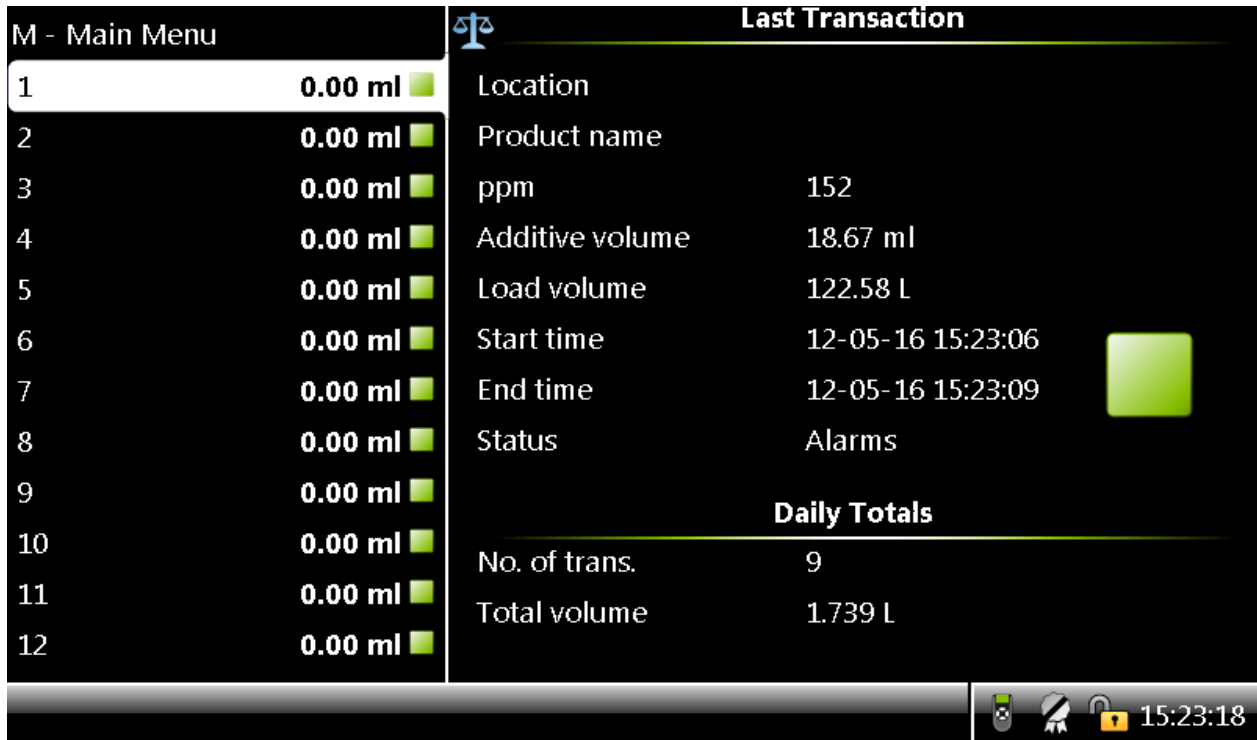 M - Main Menu
1 0.00 ml
2 0.00 ml
3 0.00 ml
4 0.00 ml
5 0.00 ml
6 0.00 ml
7 0.00 ml
8 0.00 ml
9 0.00 ml
10 0.00 ml
11 0.00 ml
12 0.00 ml
Last Transaction
Location
Product name
ppm 152
Additive volume 18.67 ml
Load volume 122.58 L
Start time 12-05-16 15:23:06
End time 12-05-16 15:23:09
Status Alarms
Daily Totals
No. of trans. 9
Total volume 1.739 L
15:23:18